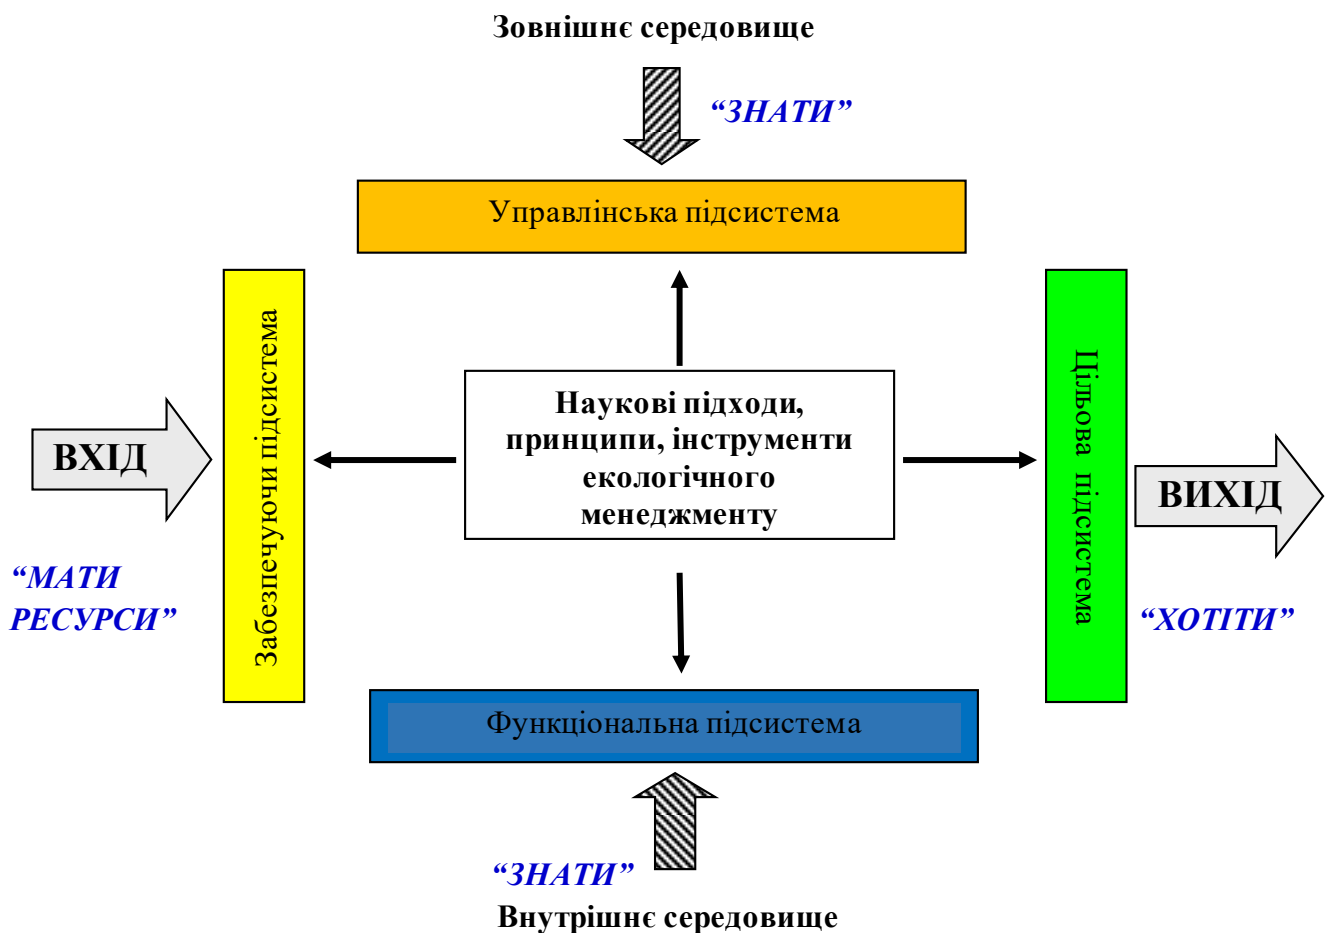 Зовнішнє середовище
“ЗНАТИ”
Управлінська підсистема
Забезпечуючи підсистема
Цільова підсистема
Наукові підходи,
принципи, інструменти
екологічного
менеджменту
ВХІД
ВИХІД
“МАТИ
РЕСУРСИ”
“ХОТІТИ”
Функціональна підсистема
“ЗНАТИ”
Внутрішнє середовище